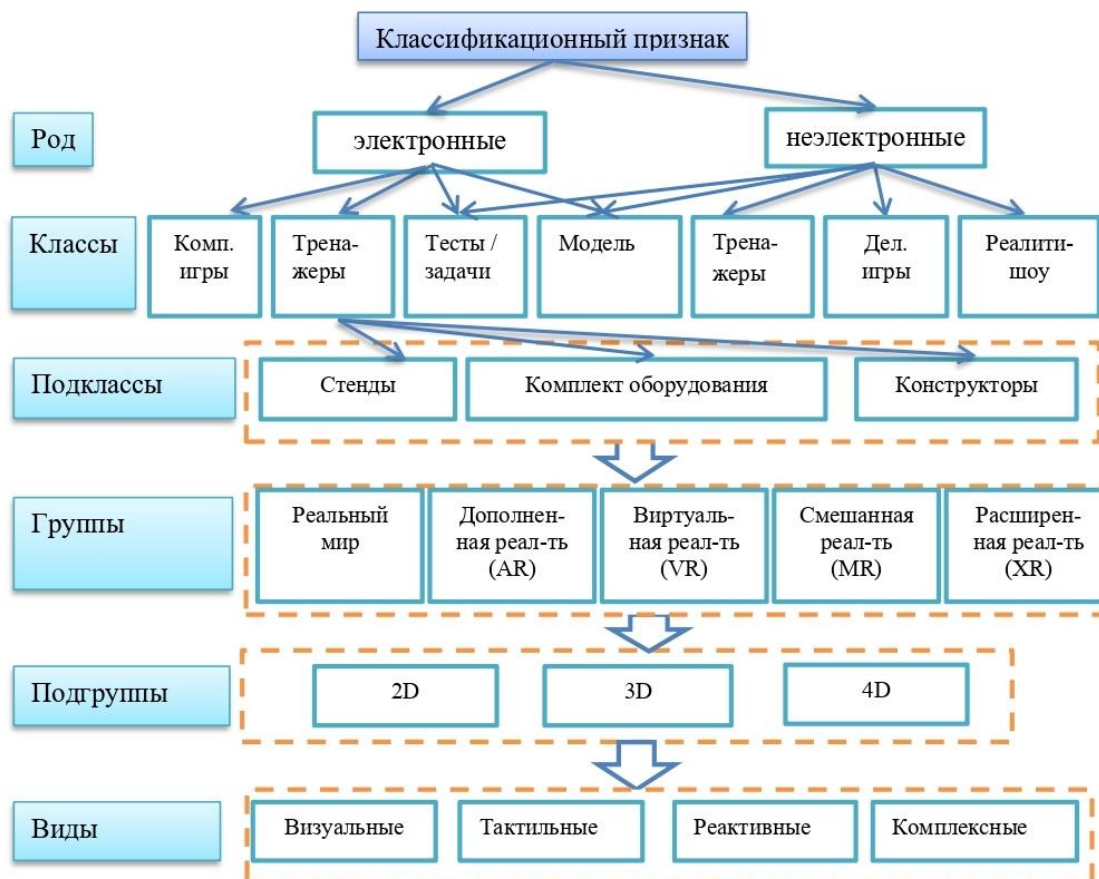 Классификационный признак
Род
электронные
неэлектронные
Классы
Комп.
игры
Трена-
жеры
Тесты /
задачи
Модель
Трена-
жеры
Дел.
игры
Реалити-
шоу
Подклассы
Стенды
Комплект оборудования
Конструкторы
Группы
Реальный
мир
Дополнен-
ная реал-ть
(AR)
Виртуаль-
ная реал-ть
(VR)
Смешанная
реал-ть
(MR)
Расширен-
ная реал-ть
(XR)
Подгруппы
2D
3D
4D
Виды
Визуальные
Тактильные
Реактивные
Комплексные